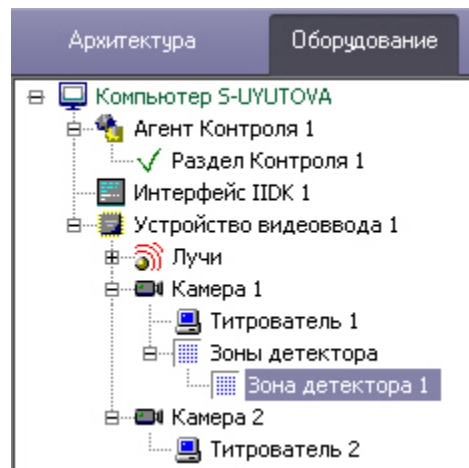 Архитектура Оборудование
Компьютер S-UYUTOVA
Агент Контроля 1
Раздел Контроля 1
Интерфейс IIDK 1
Устройство видеоввода 1
Лучи
Камера 1
Титрователь 1
Зоны детектора
Зона детектора 1
Камера 2
Титрователь 2